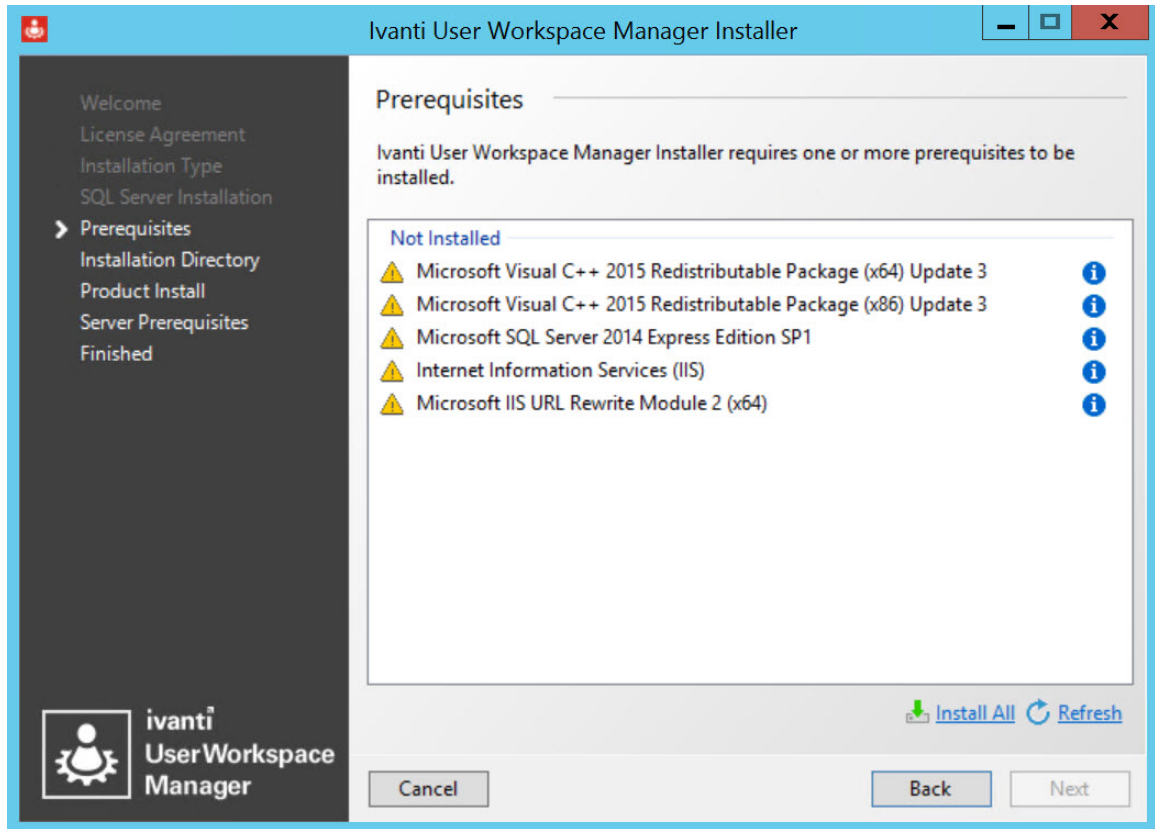 Ivanti User Workspace Manager Installer
Welcome
License Agreement
Installation Type
SQL Server Installation
Prerequisites
Installation Directory
Product Install
Server Prerequisites
Finished
ivanti
User Workspace
Manager
Prerequisites
Ivanti User Workspace Manager Installer requires one or more prerequisites to be
installed.
Not Installed
Microsoft Visual C++ 2015 Redistributable Package (x64) Update 3
Microsoft Visual C++ 2015 Redistributable Package (x86) Update 3
Microsoft SQL Server 2014 Express Edition SP1
Internet Information Services (IIS)
Microsoft IIS URL Rewrite Module 2 (x64)
Install All Refresh
Cancel Back Next